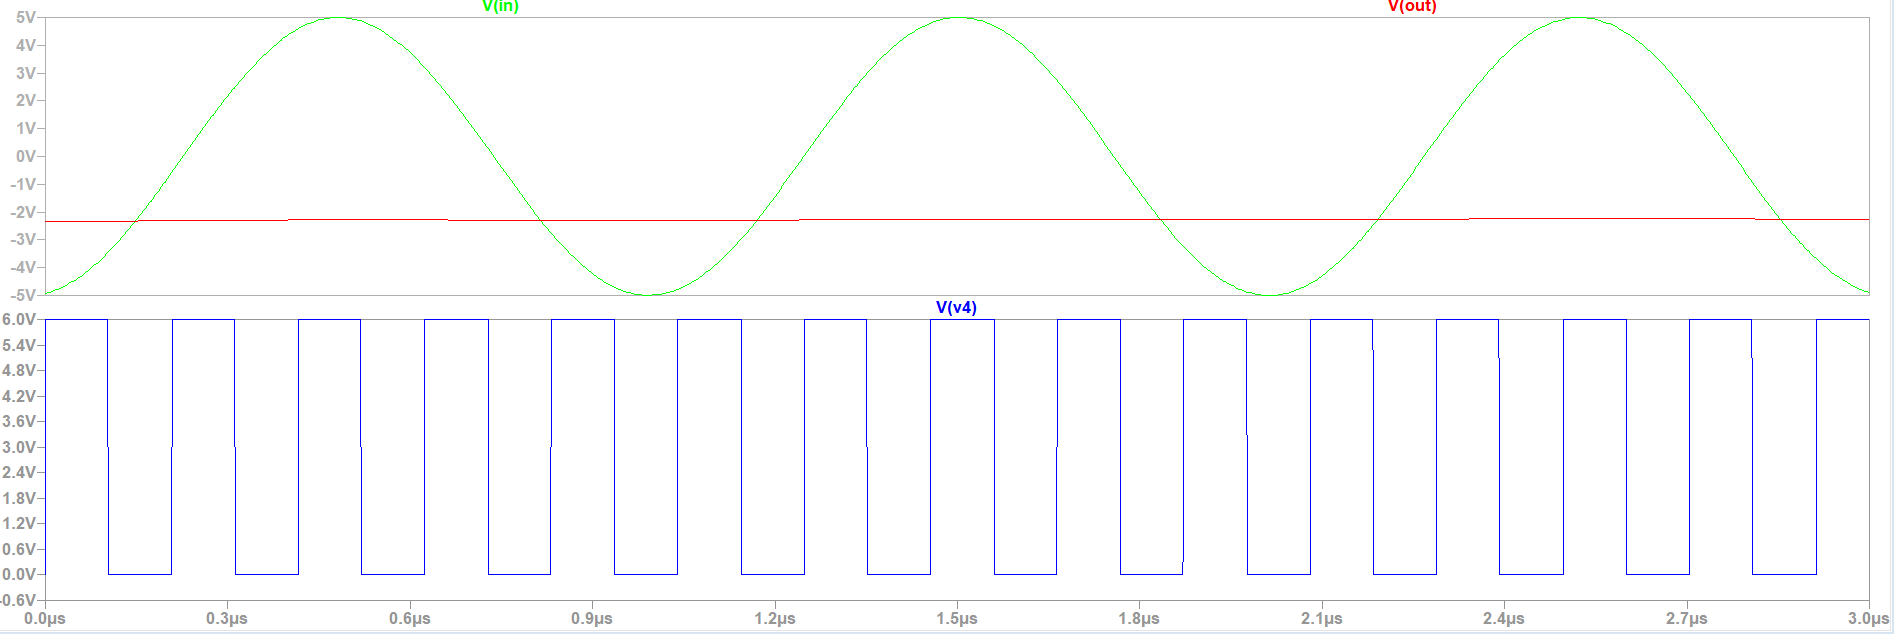 V(in) V(out)
5V
4V
3V
2V
1V
0V
-1V
-2V
-3V
-4V
-5V
V(v4)
6.0V
5.4V
4.8V
4.2V
3.6V
3.0V
2.4V
1.8V
1.2V
0.6V
0.0V
-0.6V
0.0µs 0.3µs 0.6µs 0.9µs 1.2µs 1.5µs 1.8µs 2.1µs 2.4µs 2.7µs 3.0µs